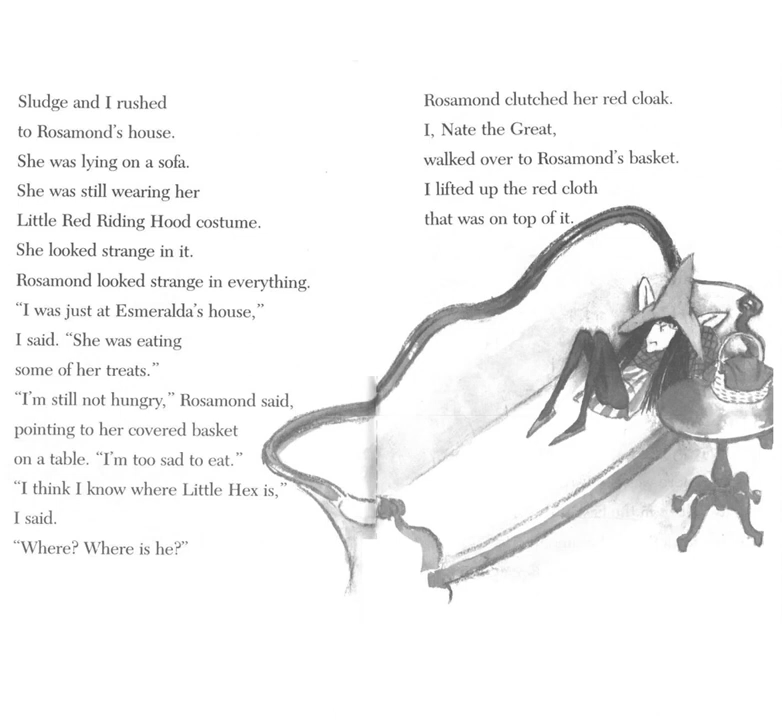 Sludge and I rushed
to Rosamond’s house.
She was lying on a sofa.
She was still wearing her
Little Red Riding Hood costume.
She looked strange in it.
Rosamond looked strange in everything.
“I was just at Esmeralda’s house,”
I said. “She was eating
some of her treats.”
“I’m still not hungry,” Rosamond said,
pointing to her covered basket
on a table. “I’m too sad to eat.”
“I think I know where Little Hex is,”
I said.
“Where? Where is he?”
Rosamond clutched her red cloak.
I, Nate the Great,
walked over to Rosamond’s basket.
I lifted up the red cloth
that was on top of it.